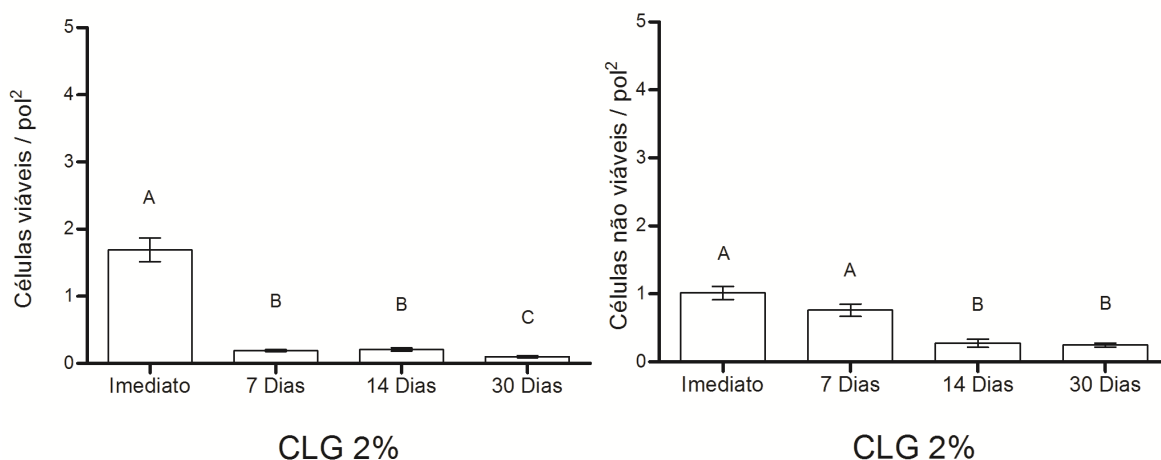 Células viáveis / pol²
5
4
3
2
1
0
A
B
B
C
Imediato 7 Dias 14 Dias 30 Dias
CLG 2%
Células não viáveis / pol²
5
4
3
2
1
0
A
A
B
B
Imediato 7 Dias 14 Dias 30 Dias
CLG 2%